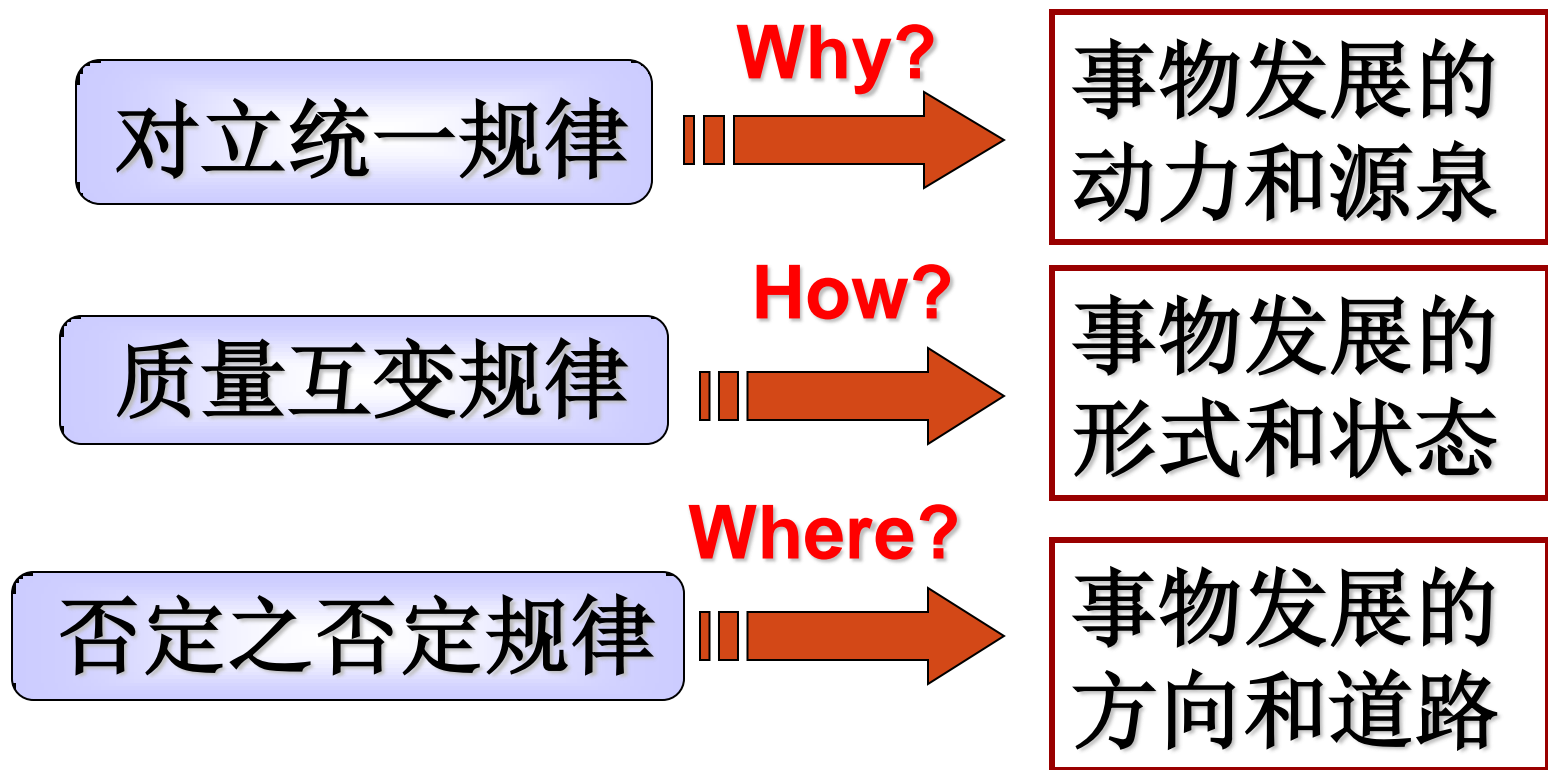 Why?
对立统一规律
事物发展的
动力和源泉
How?
质量互变规律
事物发展的
形式和状态
Where?
否定之否定规律
事物发展的
方向和道路